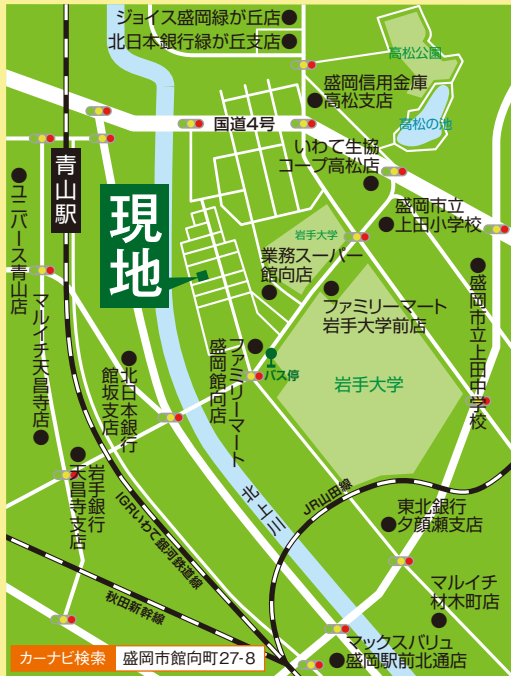 ジョイス盛岡緑が丘店
北日本銀行緑が丘支店
高松公園
盛岡信用金庫
高松支店
高松の池
国道4号
いわて生協
コープ高松店
青山駅
ユニバース青山店
現地
盛岡市立
上田小学校
岩手大学
業務スーパー
館向店
ファミリーマート
岩手大学前店
盛岡市立上田中学校
マルイチ天昌寺店
ファミリーマート
盛岡館向店
バス停
岩手大学
北日本銀行
館坂支店
岩手銀行
天昌寺支店
IGRいわて銀河鉄道線
北上川
JR山田線
東北銀行
夕顔瀬支店
秋田新幹線
マルイチ
材木町店
マックスバリュ
盛岡駅前北通店
カーナビ検索 盛岡市館向町27-8